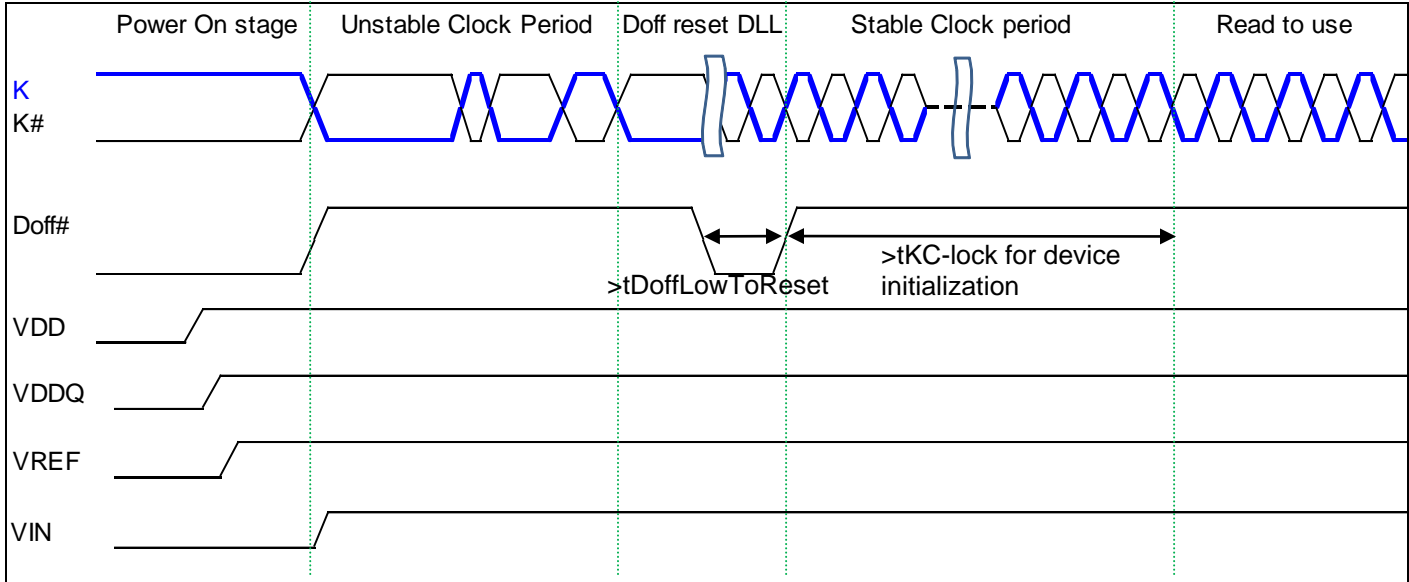 Power On stage
Unstable Clock Period
Doff reset DLL
Stable Clock period
Read to use
K
K#
Doff#
>tDoffLowToReset
>tKC-lock for device
initialization
VDD
VDDQ
VREF
VIN